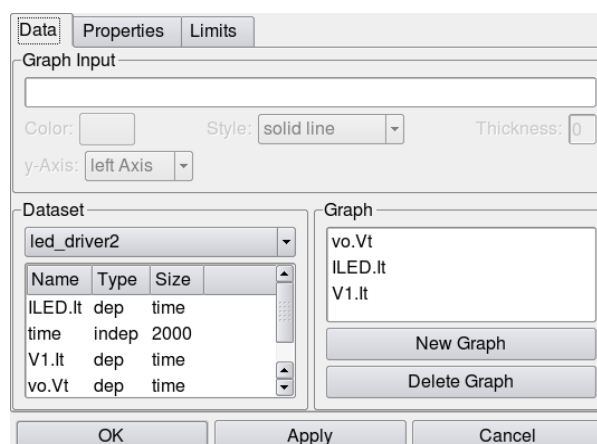 Data Properties Limits
Graph Input
Color: Style: solid line Thickness: 0
y-Axis: left Axis
Dataset
led_driver2
Name Type Size
ILED.It dep time
time indep 2000
V1.It dep time
vo.Vt dep time
Graph
vo.Vt
ILED.It
V1.It
New Graph
Delete Graph
OK Apply Cancel